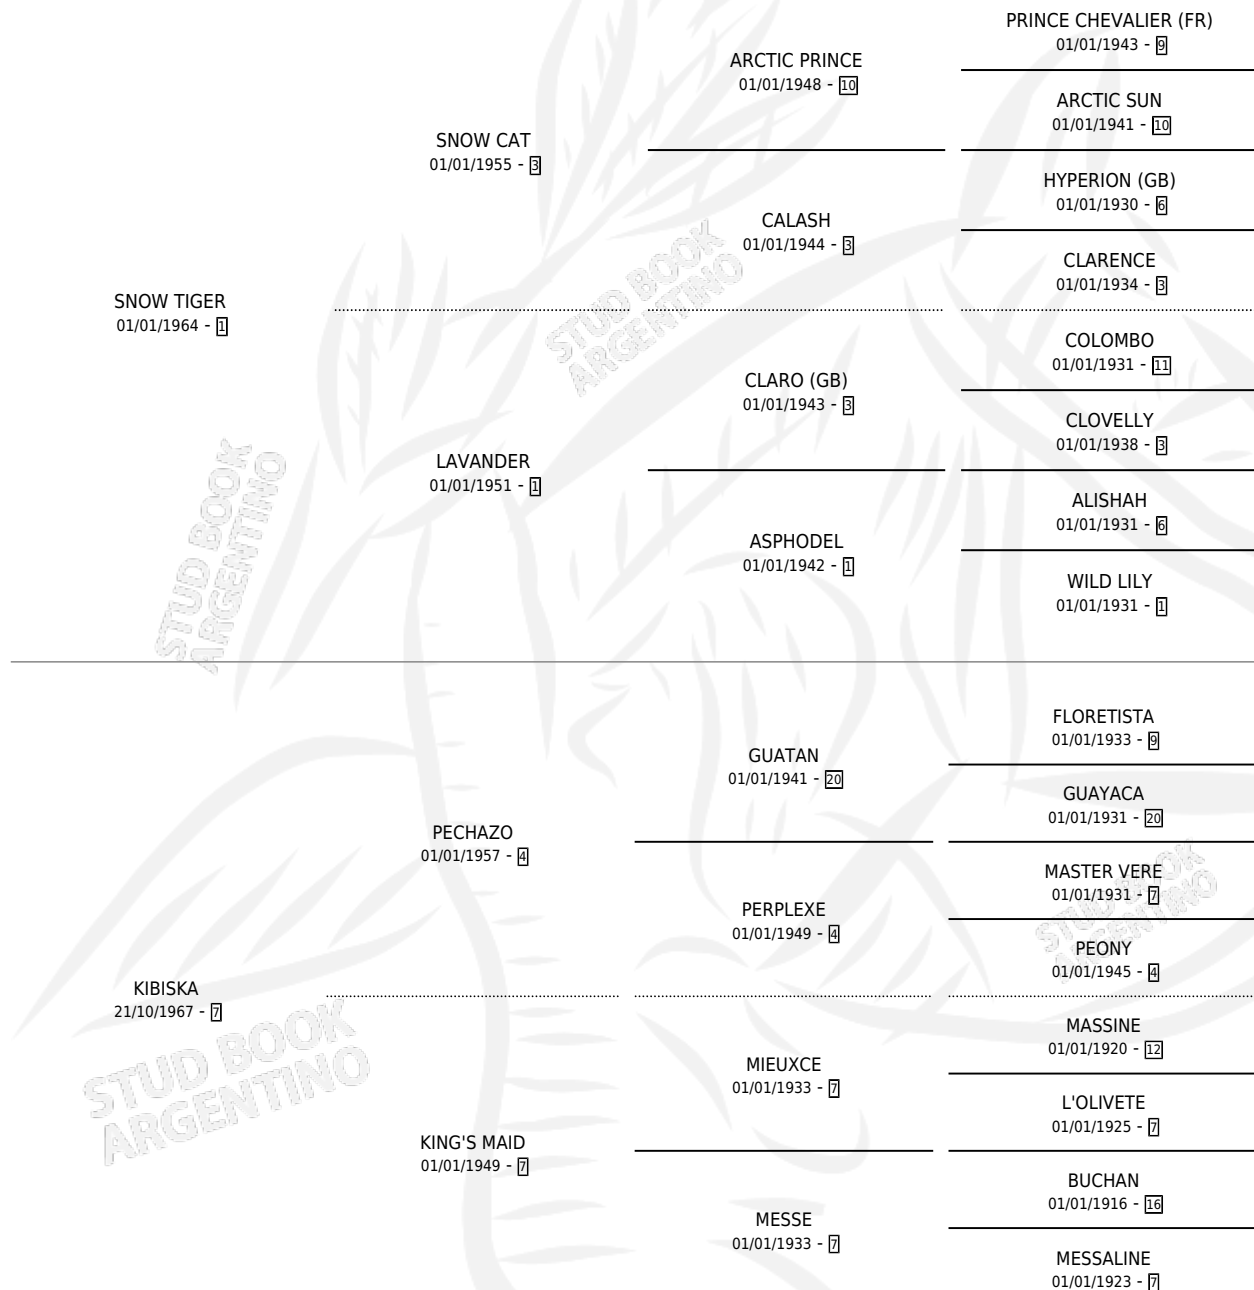 PRINCE CHEVALIER (FR)
01/01/1943 - 9
ARCTIC PRINCE
01/01/1948 - 10
ARCTIC SUN
01/01/1941 - 10
SNOW CAT
01/01/1955 - 3
HYPERION (GB)
01/01/1930 - 6
CALASH
01/01/1944 - 3
CLARENCE
01/01/1934 - 3
SNOW TIGER
01/01/1964 - 1
COLOMBO
01/01/1931 - 11
CLARO (GB)
01/01/1943 - 3
CLOVELLY
01/01/1938 - 3
LAVANDER
01/01/1951 - 1
ALISHAH
01/01/1931 - 6
ASPHODEL
01/01/1942 - 1
WILD LILY
01/01/1931 - 1
FLORETISTA
01/01/1933 - 9
GUATAN
01/01/1941 - 20
GUAYACA
01/01/1931 - 20
PECHAZO
01/01/1957 - 4
MASTER VERE
01/01/1931 - 7
PERPLEXE
01/01/1949 - 4
PEONY
01/01/1945 - 4
KIBISKA
21/10/1967 - 7
MASSINE
01/01/1920 - 12
MIEUXCE
01/01/1933 - 7
L'OLIVETE
01/01/1925 - 7
KING'S MAID
01/01/1949 - 7
BUCHAN
01/01/1916 - 16
MESSE
01/01/1933 - 7
MESSALINE
01/01/1923 - 7
STUD BOOK
ARGENTINO
STUD BOOK
ARGENTINO
STUD BOOK
ARGENTINO
STUD BOOK
ARGENTINO